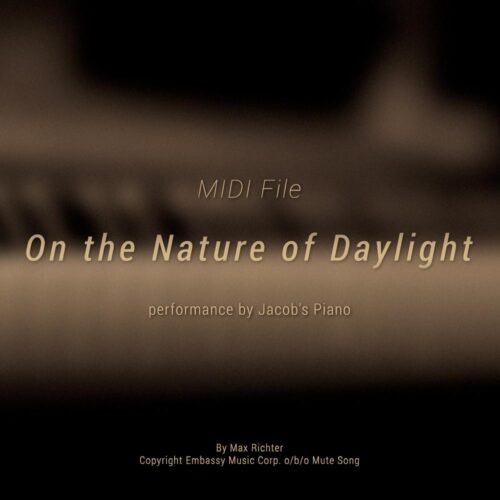 MIDI File
On the Nature of Daylight
performance by Jacob's Piano
By Max Richter
Copyright Embassy Music Corp. o/b/o Mute Song